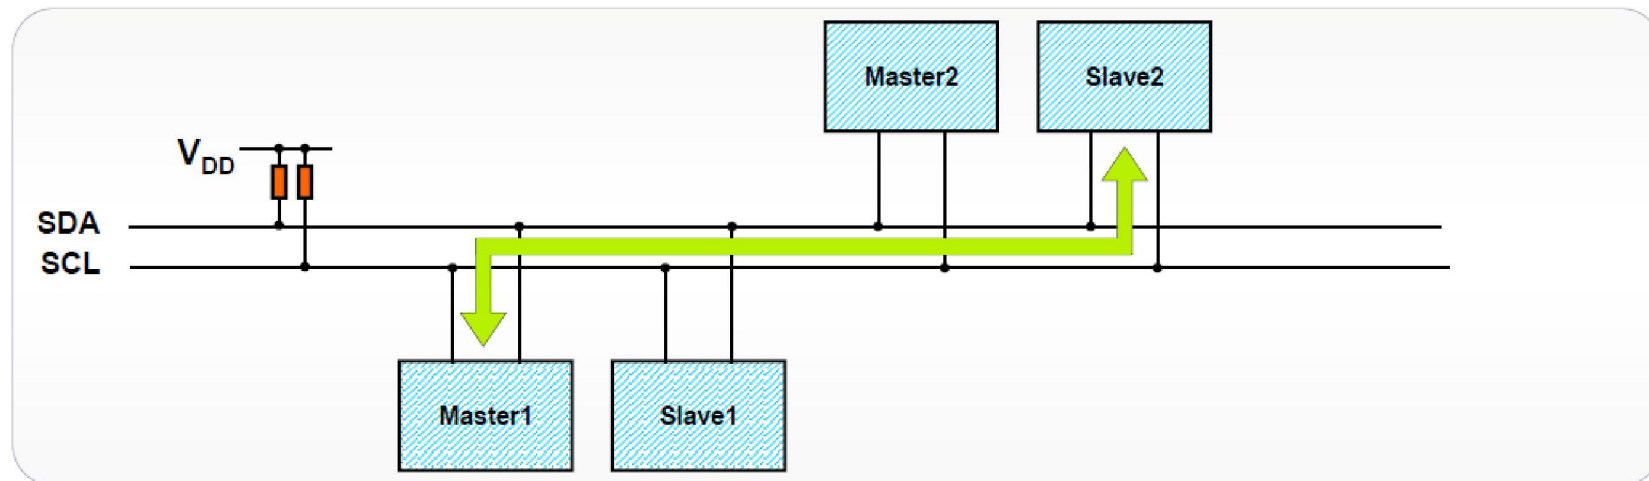 Master2
Slave2
VDD
SDA
SCL
Master1
Slave1